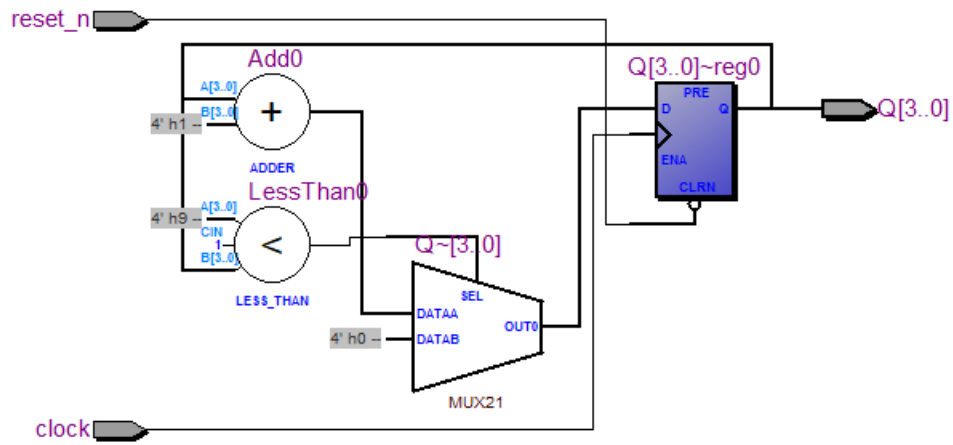 reset_n
Add0
A[3..0]
B[3..0]
4' h1 --
+
ADDER
LessThan0
A[3..0]
4' h9 --
CIN
1
B[3..0]
<
LESS_THAN
Q~[3..0]
SEL
DATAA
4' h0 --
DATAB
OUT0
MUX21
Q[3..0]~reg0
PRE
D
Q
ENA
CLRN
Q[3..0]
clock